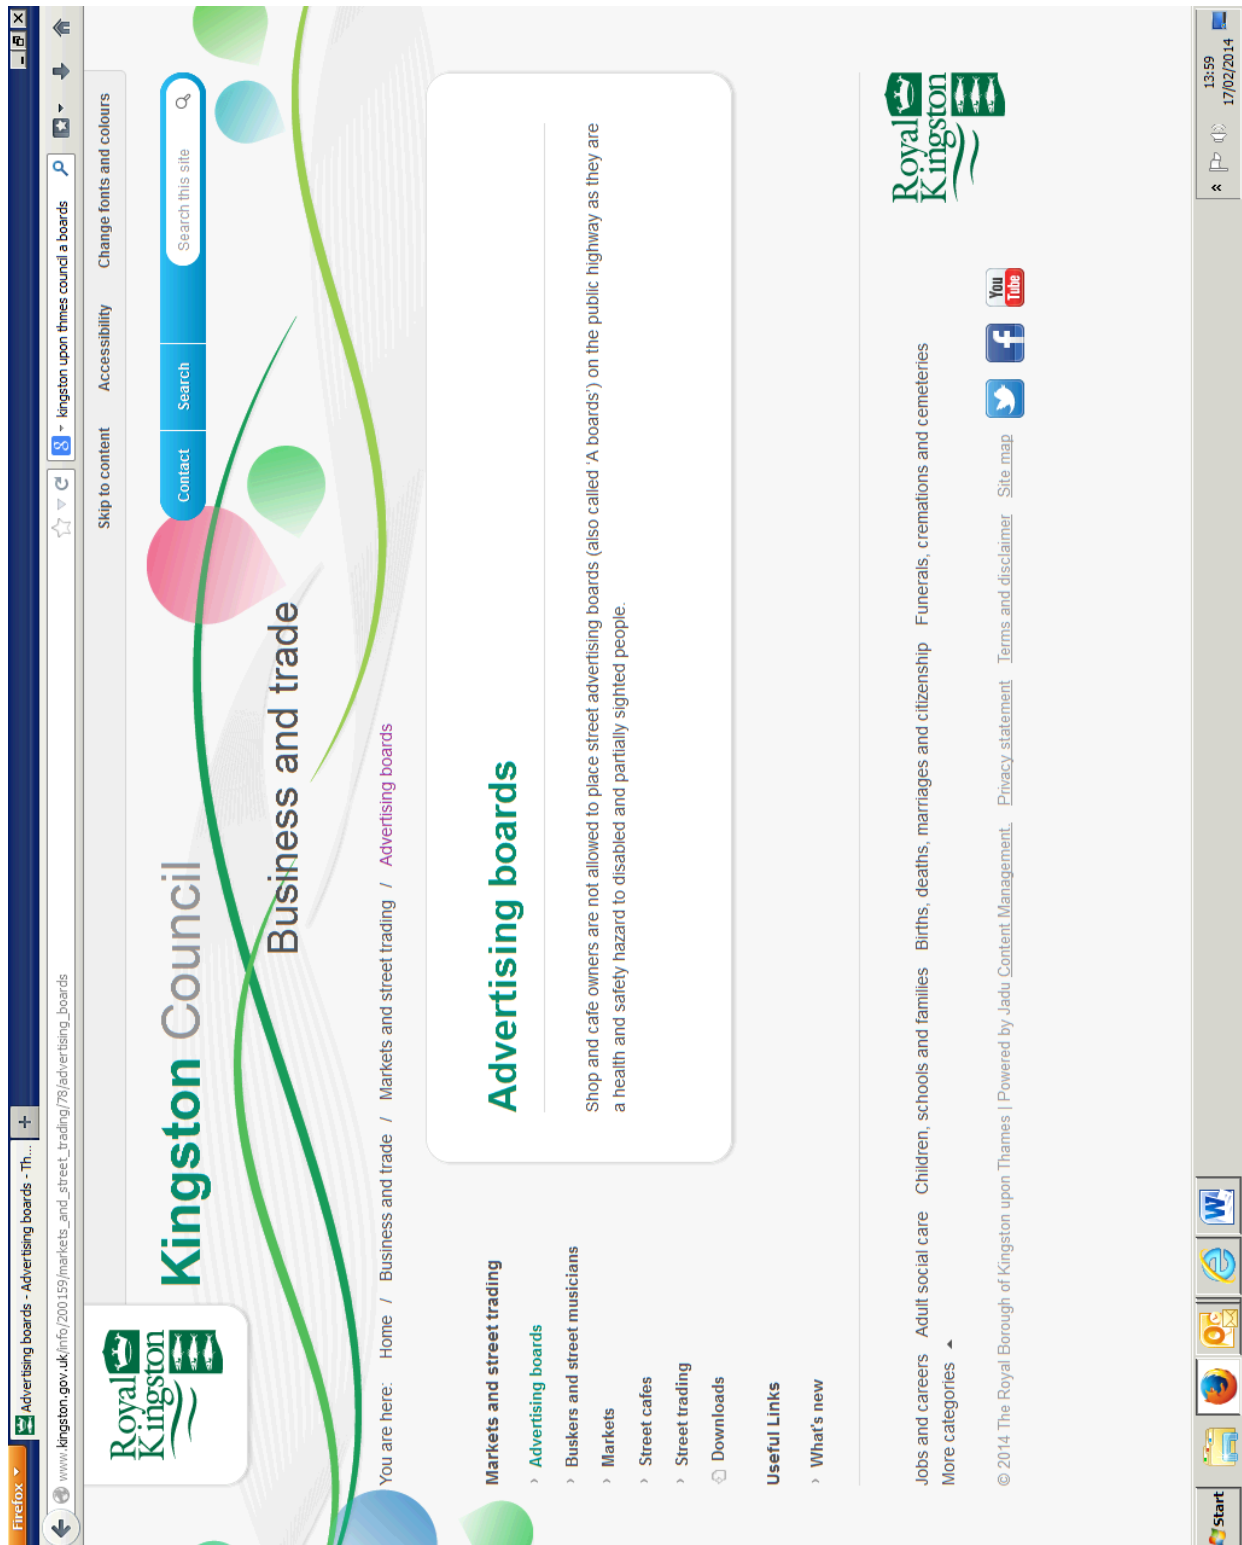 Firefox
Advertising boards - Advertising boards - Th...
www.kingston.gov.uk/info/200159/markets_and_street_trading/78/advertising_boards
kingston upon thmes council a boards
Skip to content Accessibility Change fonts and colours
Royal
Kingston
Kingston Council
Contact Search Search this site
Business and trade
You are here: Home / Business and trade / Markets and street trading / Advertising boards
Markets and street trading
Advertising boards
Buskers and street musicians
Markets
Street cafes
Street trading
Downloads
Useful Links
What's new
Advertising boards
Shop and cafe owners are not allowed to place street advertising boards (also called 'A boards') on the public highway as they are
a health and safety hazard to disabled and partially sighted people.
Jobs and careers Adult social care Children, schools and families Births, deaths, marriages and citizenship Funerals, cremations and cemeteries
More categories
Royal
Kingston
© 2014 The Royal Borough of Kingston upon Thames | Powered by Jadu Content Management. Privacy statement Terms and disclaimer Site map
You
Tube
Start
13:59
17/02/2014